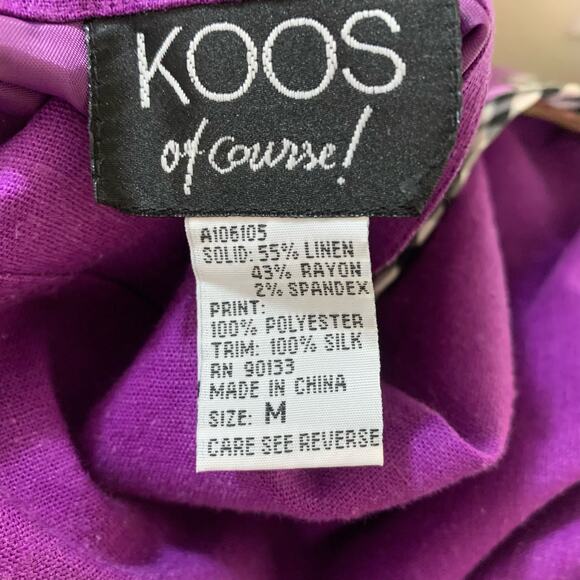 KOOS
of course!
A106105
SOLID: 55% LINEN
43% RAYON
2% SPANDEX
PRINT:
100% POLYESTER
TRIM: 100% SILK
RN 90133
MADE IN CHINA
SIZE: M
CARE SEE REVERSE